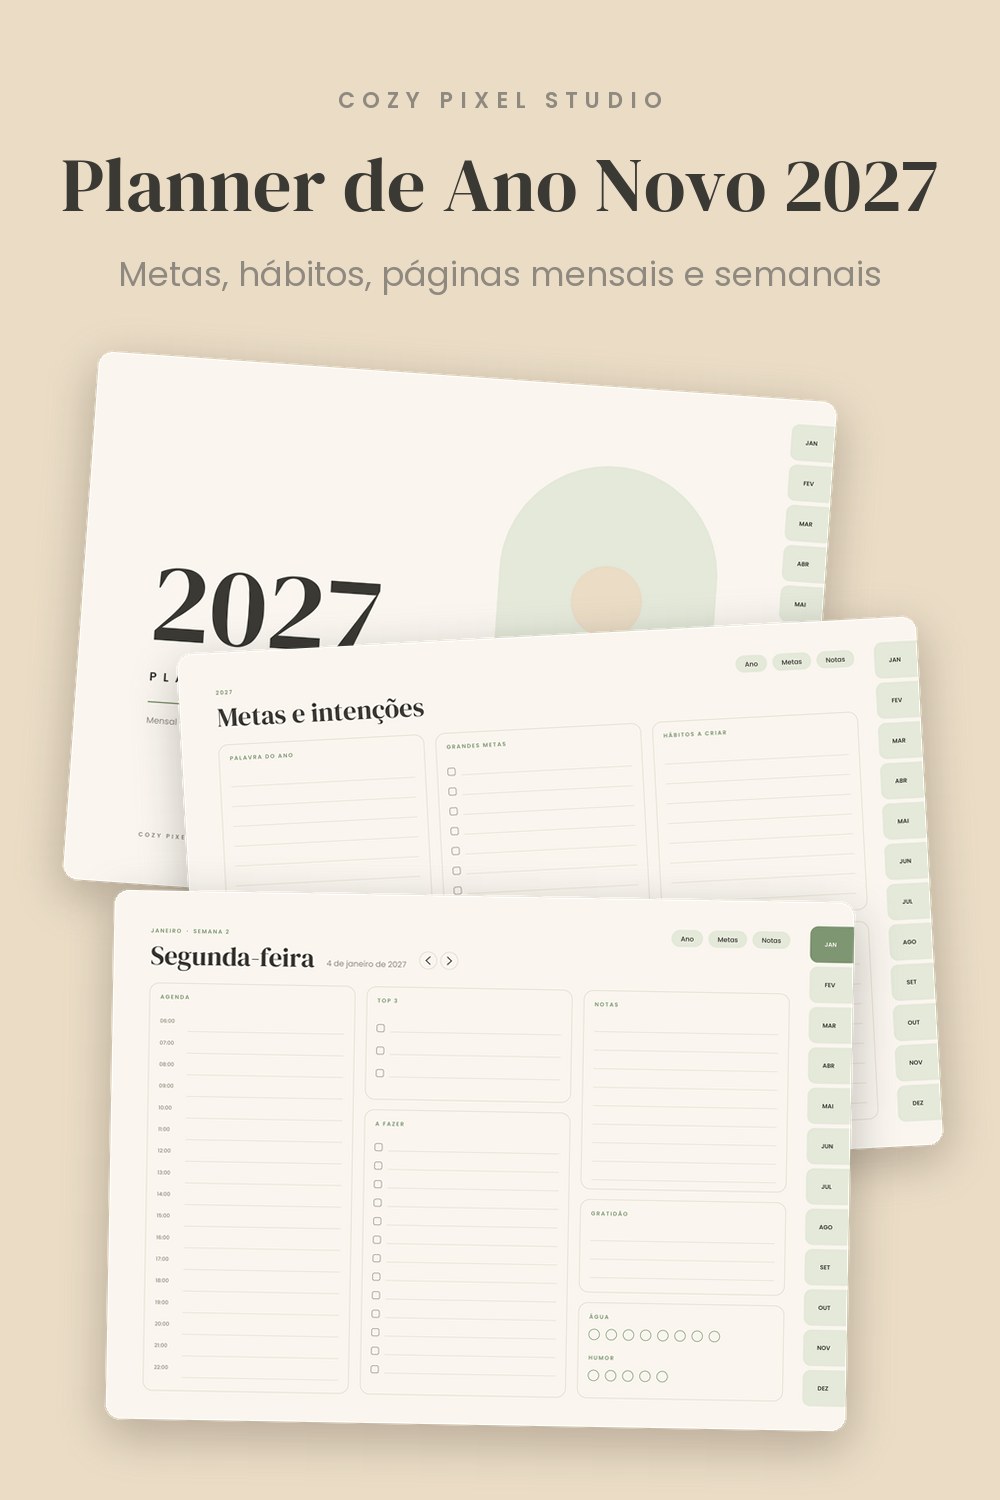 COZY PIXEL STUDIO
Planner de Ano Novo 2027
Metas, hábitos, páginas mensais e semanais
JAN
FEV
MAR
ABR
MAI
2027
Mensal
COZY PIXE
Ano Metas Notas
2027
Metas e intenções
PALAVRA DO ANO
GRANDES METAS
HÁBITOS A CRIAR
JAN
FEV
MAR
ABR
MAI
JUN
JUL
AGO
SET
OUT
NOV
DEZ
JANEIRO · SEMANA 2
Segunda-feira 4 de janeiro de 2027
Ano Metas Notas
AGENDA
06:00
07:00
08:00
09:00
10:00
11:00
12:00
13:00
14:00
15:00
16:00
17:00
18:00
19:00
20:00
21:00
22:00
TOP 3
A FAZER
NOTAS
GRATIDÃO
ÁGUA
HUMOR
JAN
FEV
MAR
ABR
MAI
JUN
JUL
AGO
SET
OUT
NOV
DEZ